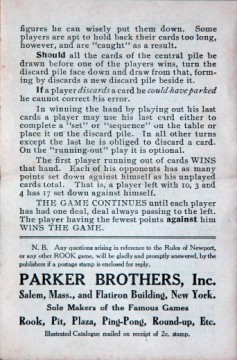 figures he can wisely put them down. Some
players are apt to hold back their cards too long,
however, and are "caught" as a result.
Should all the cards of the central pile be
drawn before one of the players wins, turn the
discard pile face down and draw from that, form-
ing by discards a new discard pile beside it.
If a player discards a card he could have parked
he cannot correct his error.
In winning the hand by playing out his last
cards a player may use his last card either to
complete a "set" or "sequence" on the table or
place it on the discard pile. In all other turns
except the last he is obliged to discard a card.
On the "running-out" play it is optional.
The first player running out of cards WINS
that hand. Each of his opponents has as many
points set down against himself as his unplayed
cards total. That is, a player left with 10, 3 and
4 has 17 set down against himself.
THE GAME CONTINUES until each player
has had one deal, deal always passing to the left.
The player having the fewest points against him
WINS THE GAME.
N. B. Any questions arising in reference to the Rules of Newport,
or any other ROOK game, will be gladly and promptly answered, by the
publishers if a postage stamp is enclosed for reply.
PARKER BROTHERS, Inc.
Salem, Mass., and Flatiron Building, New York.
Sole Makers of the Famous Games
Rook, Pit, Plaza, Ping-Pong, Round-up, Etc.
Illustrated Catalogue mailed on receipt of 2c. stamp.